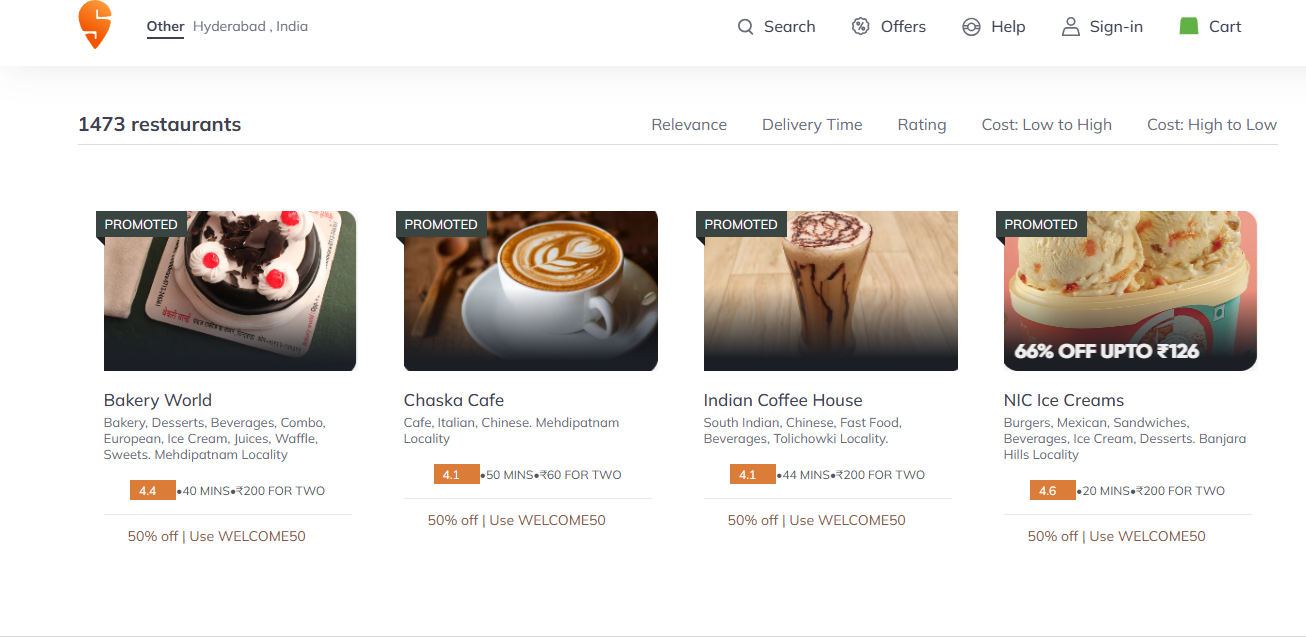 Other Hyderabad , India Search Offers Help Sign-in Cart
1473 restaurants Relevance Delivery Time Rating Cost: Low to High Cost: High to Low
PROMOTED
Bakery World
Bakery, Desserts, Beverages, Combo,
European, Ice Cream, Juices, Waffle,
Sweets. Mehdipatnam Locality
4.4 •40 MINS•₹200 FOR TWO
50% off | Use WELCOME50
PROMOTED
Chaska Cafe
Cafe, Italian, Chinese. Mehdipatnam
Locality
4.1 •50 MINS•₹60 FOR TWO
50% off | Use WELCOME50
PROMOTED
Indian Coffee House
South Indian, Chinese, Fast Food,
Beverages, Tolichowki Locality.
4.1 •44 MINS•₹200 FOR TWO
50% off | Use WELCOME50
PROMOTED
66% OFF UPTO ₹126
NIC Ice Creams
Burgers, Mexican, Sandwiches,
Beverages, Ice Cream, Desserts. Banjara
Hills Locality
4.6 •20 MINS•₹200 FOR TWO
50% off | Use WELCOME50